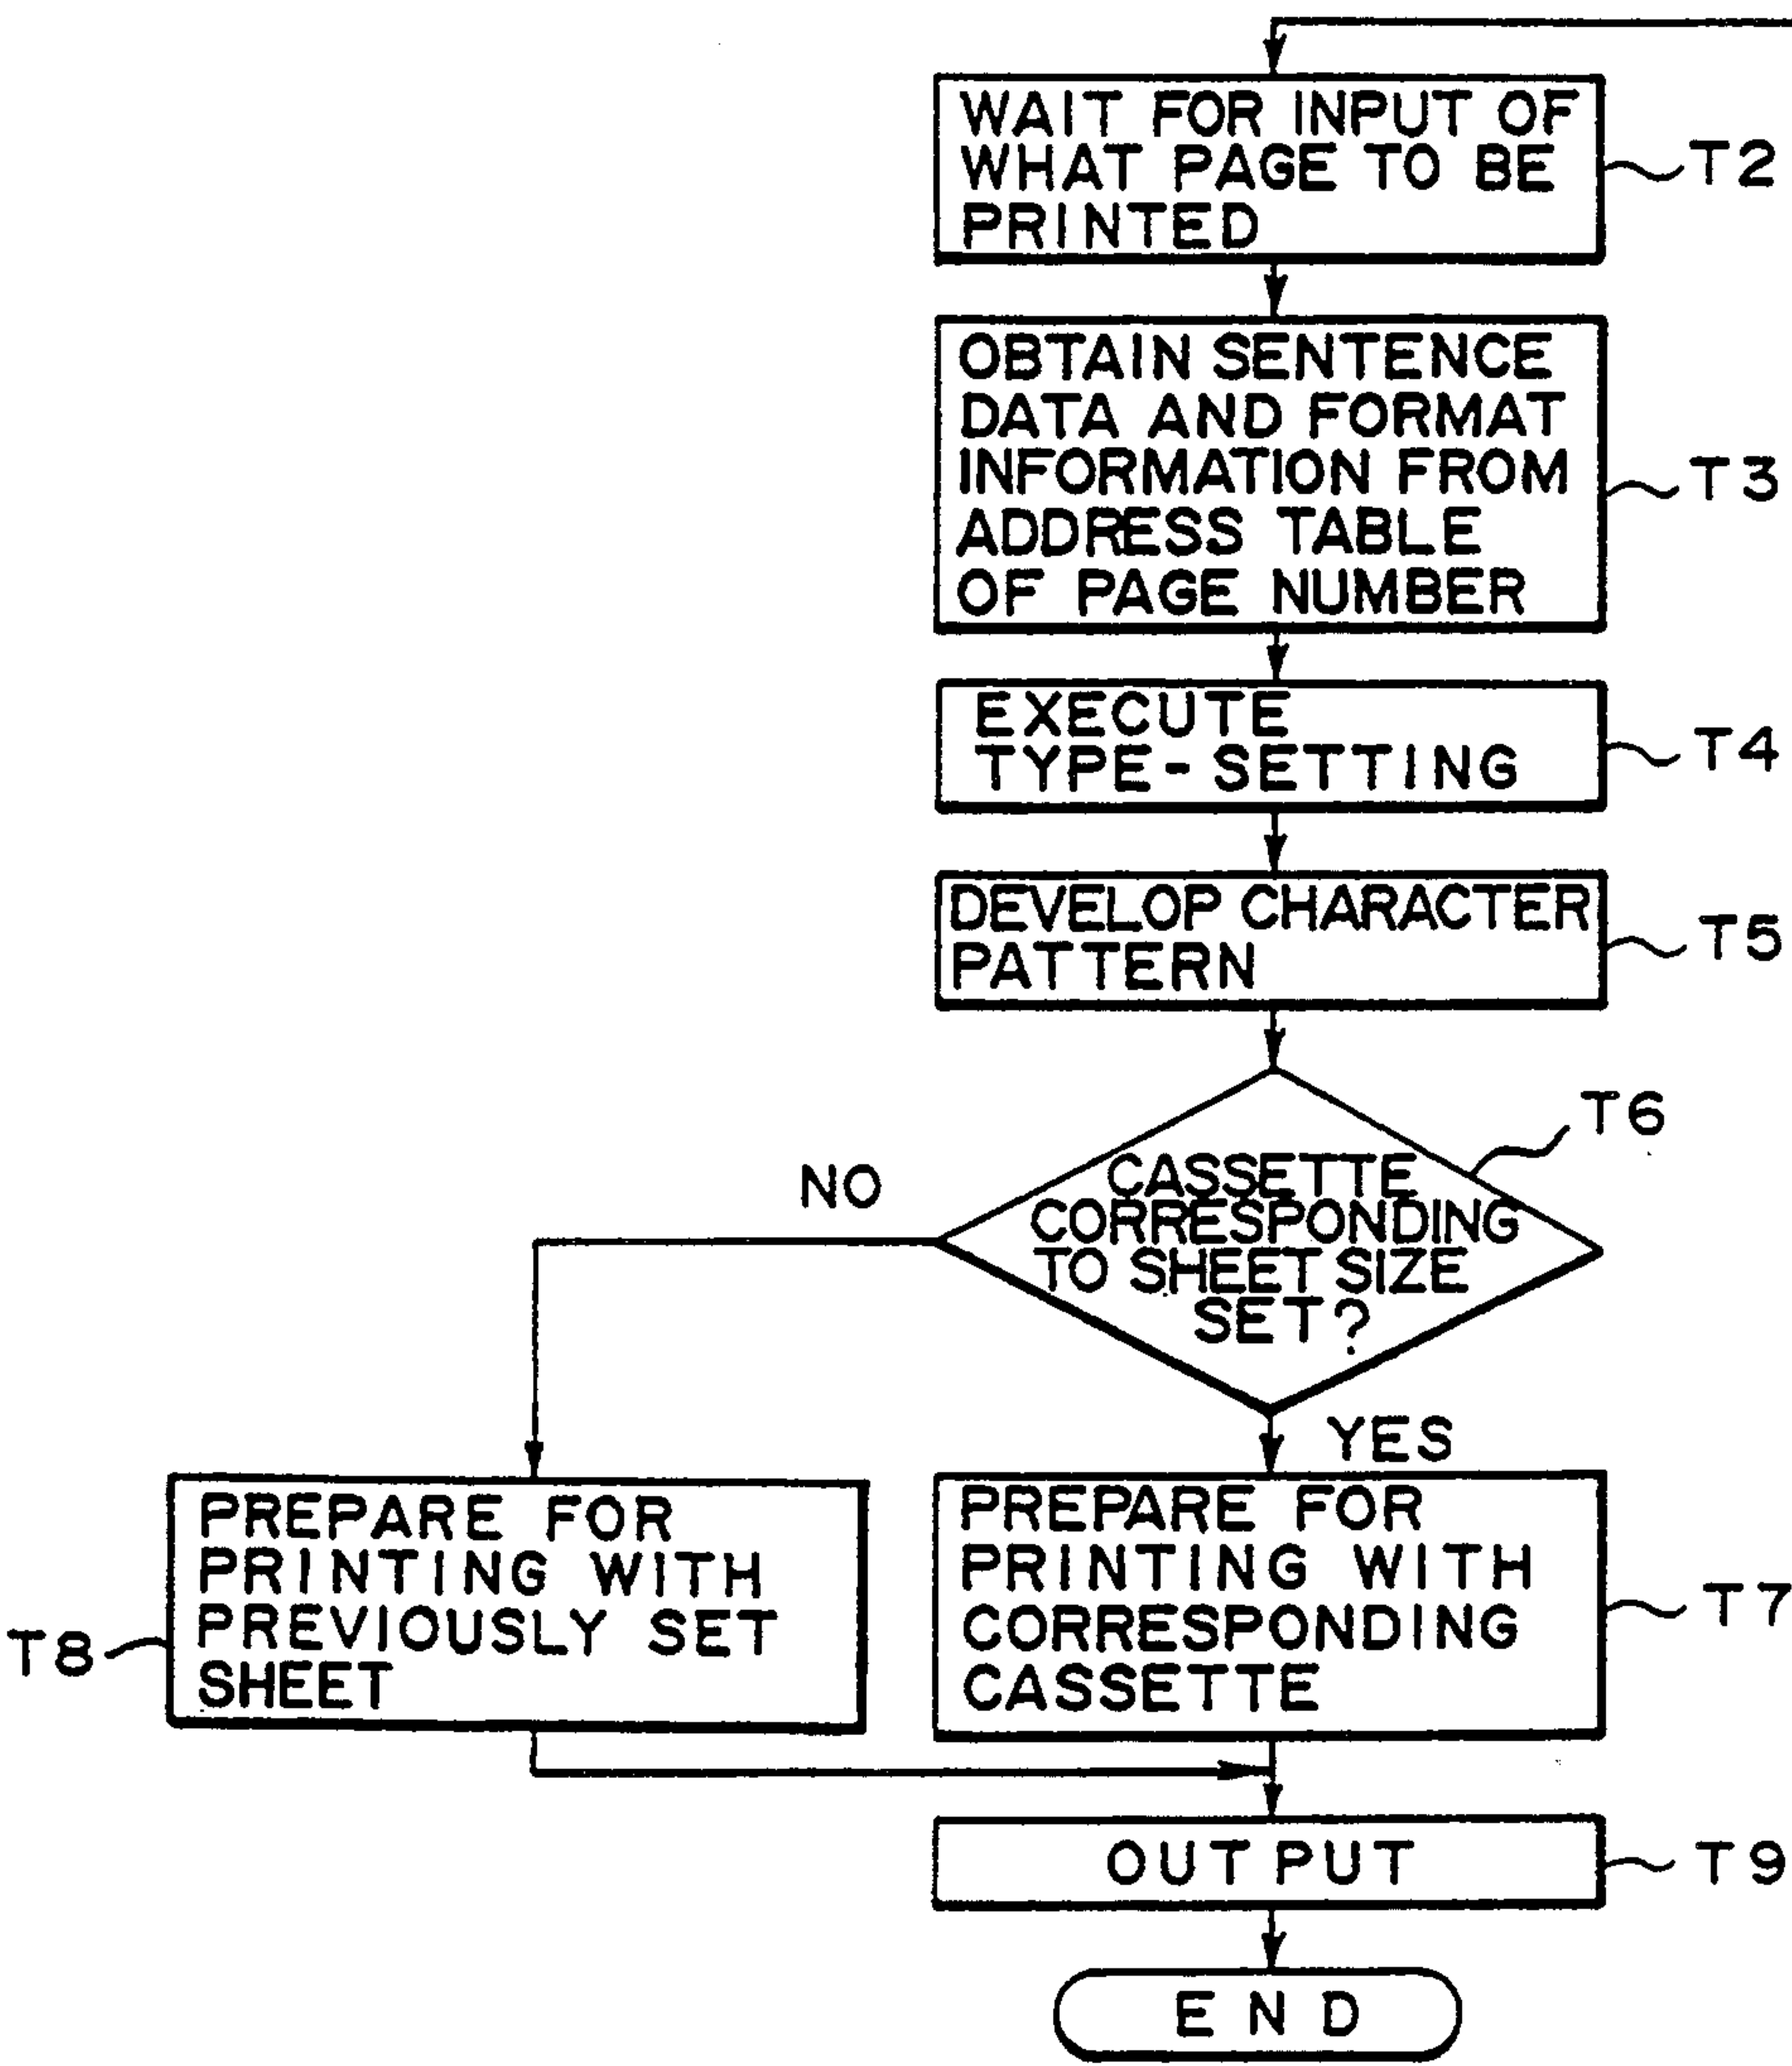 WAIT FOR INPUT OF
WHAT PAGE TO BE
PRINTED
T2
OBTAIN SENTENCE
DATA AND FORMAT
INFORMATION FROM
ADDRESS TABLE
OF PAGE NUMBER
T3
EXECUTE
TYPE-SETTING
T4
DEVELOP CHARACTER
PATTERN
T5
T6
CASSETTE
CORRESPONDING
TO SHEET SIZE
SET?
NO
YES
PREPARE FOR
PRINTING WITH
PREVIOUSLY SET
SHEET
T8
PREPARE FOR
PRINTING WITH
CORRESPONDING
CASSETTE
T7
OUTPUT
T9
END